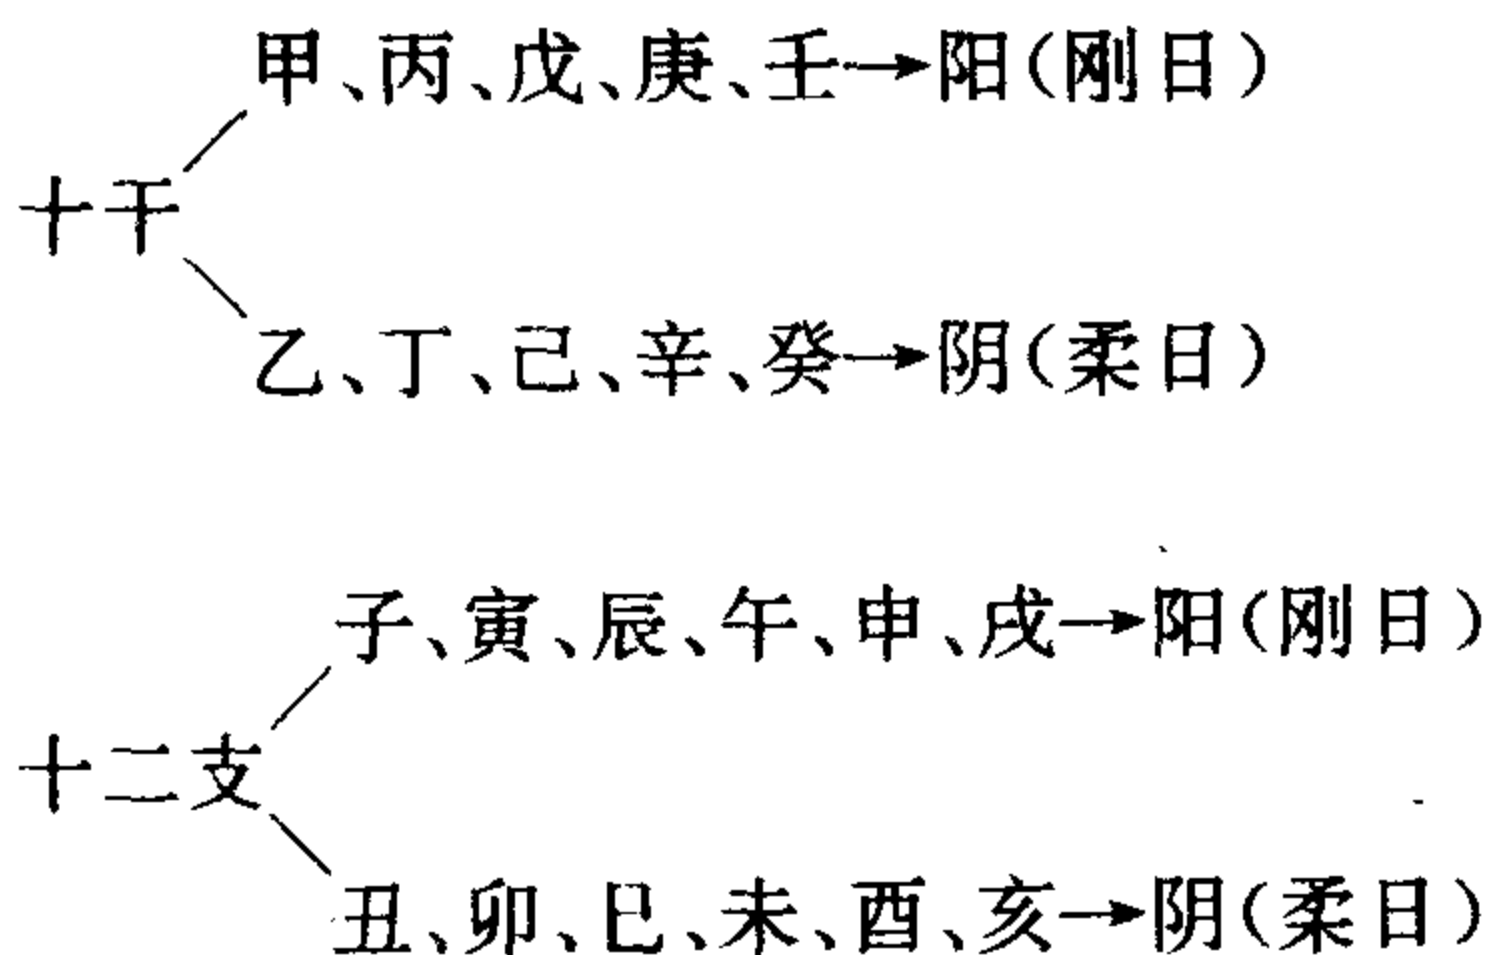 甲、丙、戊、庚、壬→阳(刚日)
十干
乙、丁、己、辛、癸→阴(柔日)
子、寅、辰、午、申、戌→阳(刚日)
十二支
丑、卯、巳、未、酉、亥→阴(柔日)